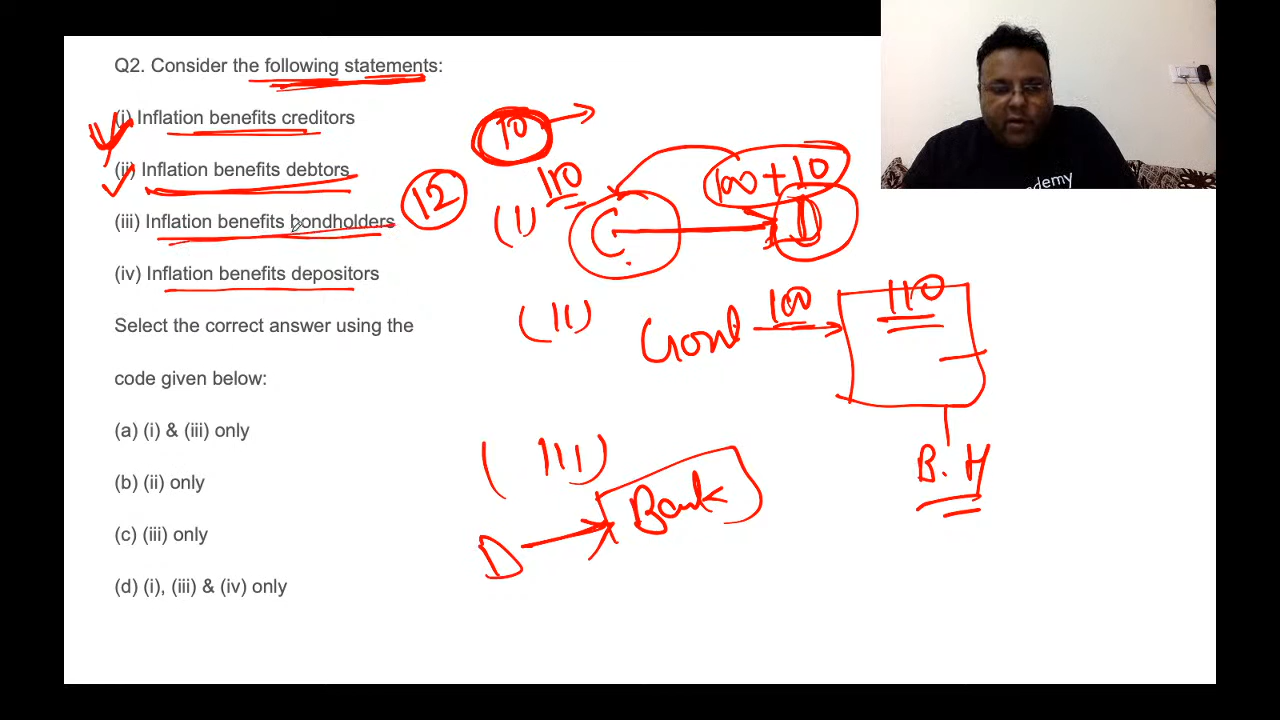 Q2. Consider the following statements:
(i) Inflation benefits creditors
(ii) Inflation benefits debtors
(iii) Inflation benefits bondholders
(iv) Inflation benefits depositors
Select the correct answer using the
code given below:
(a) (i) & (iii) only
(b) (ii) only
(c) (iii) only
(d) (i), (iii) & (iv) only
10
110
100 + 10
12
(I)
C
D
(II)
Govt
100
110
B.H
(III)
D
Bank
demy